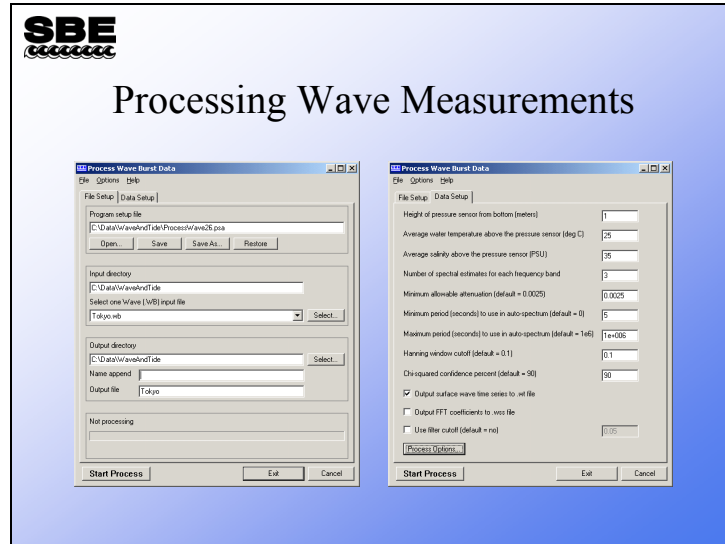 SBE
Processing Wave Measurements
Process Wave Burst Data
File Options Help
File Setup Data Setup
Program setup file
C:\Data\WaveAndTide\ProcessWave26.psa
Open... Save Save As... Restore
Input directory
C:\Data\WaveAndTide
Select one Wave (.WB) input file
Tokyo.wb Select...
Output directory
C:\Data\WaveAndTide Select...
Name append
Output file Tokyo
Not processing
Start Process Exit Cancel
Process Wave Burst Data
File Options Help
File Setup Data Setup
Height of pressure sensor from bottom (meters) 1
Average water temperature above the pressure sensor (deg C) 25
Average salinity above the pressure sensor (PSU) 35
Number of spectral estimates for each frequency band 3
Minimum allowable attenuation (default = 0.0025) 0.0025
Minimum period (seconds) to use in auto-spectrum (default = 0) 5
Maximum period (seconds) to use in auto-spectrum (default = 1e6) 1e+006
Hanning window cutoff (default = 0.1) 0.1
Chi-squared confidence percent (default = 90) 90
Output surface wave time series to .wt file
Output FFT coefficients to .wss file
Use filter cutoff (default = no) 0.05
Process Options...
Start Process Exit Cancel